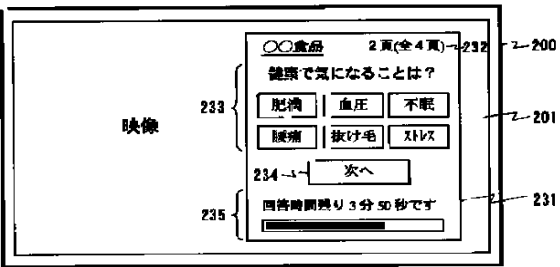 〇〇食品 2頁(全4頁) 232 200
健康で気になることは？
233 肥満 血圧 不眠
映像 201
腰痛 抜け毛 ストレス
234 次へ
231
235 回答時間残り3分50秒です